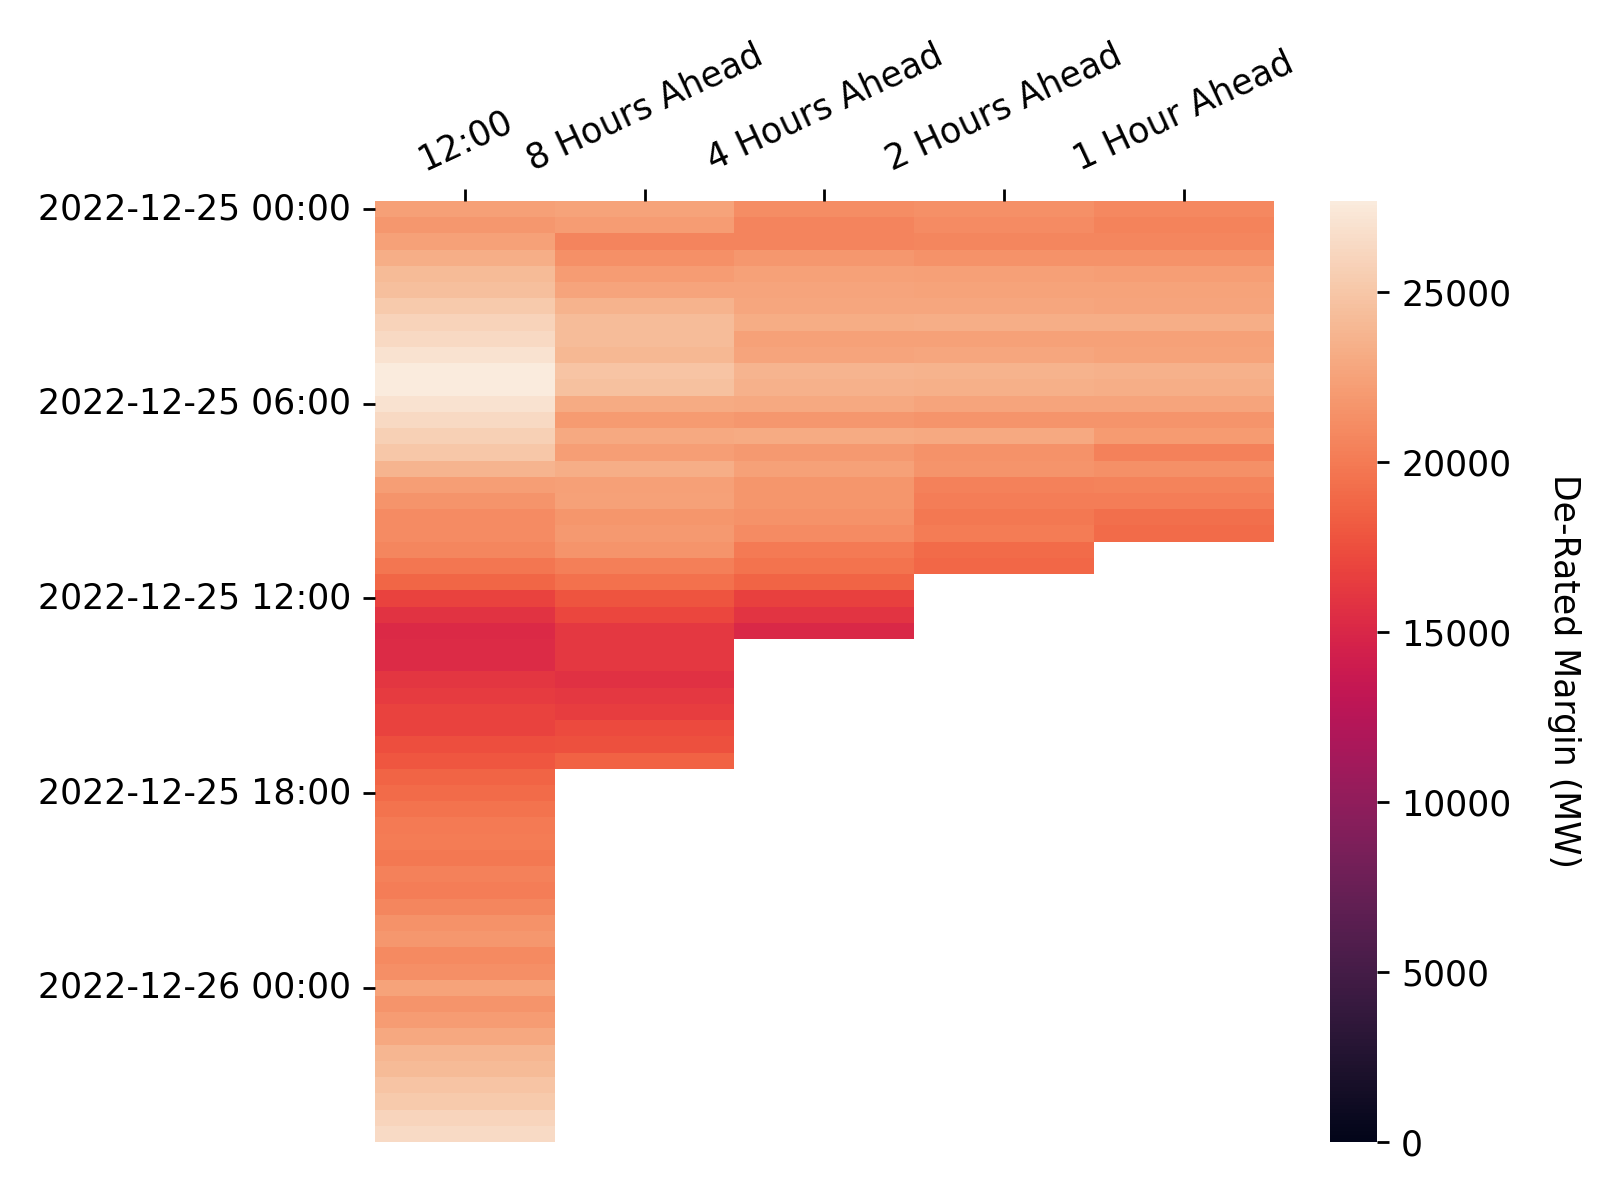 12:00
8 Hours Ahead
4 Hours Ahead
2 Hours Ahead
1 Hour Ahead
2022-12-25 00:00
2022-12-25 06:00
2022-12-25 12:00
2022-12-25 18:00
2022-12-26 00:00
25000
20000
15000
10000
5000
0
De-Rated Margin (MW)